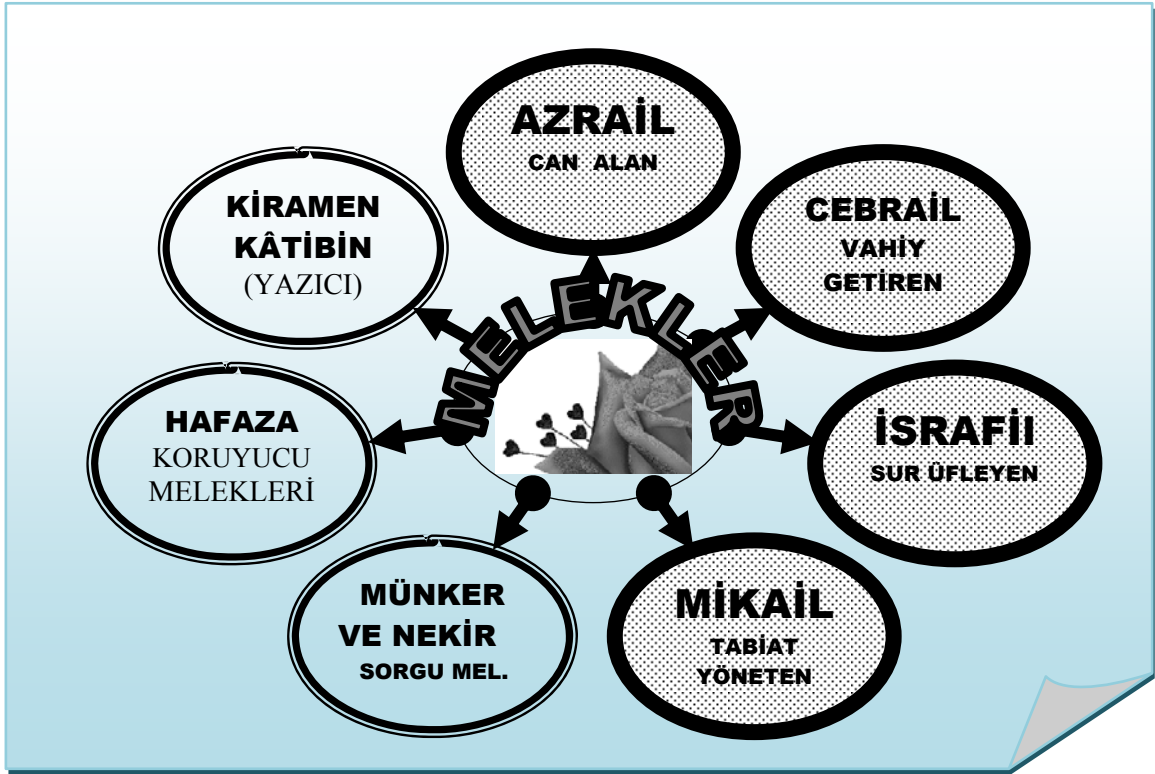 MELEKLER
AZRAİL
CAN ALAN
CEBRAİL
VAHİY
GETİREN
İSRAFİl
SUR ÜFLEYEN
MİKAİL
TABİAT
YÖNETEN
MÜNKER
VE NEKİR
SORGU MEL.
HAFAZA
KORUYUCU
MELEKLERİ
KİRAMEN
KÂTİBİN
(YAZICI)